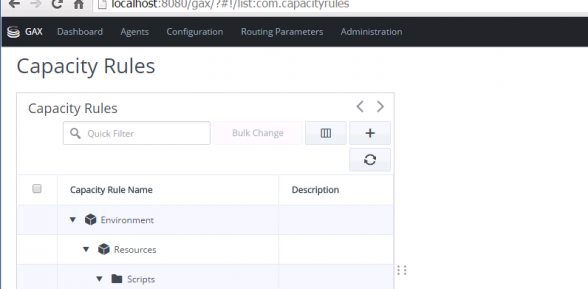 localhost:8080/gax/?#!/list:com.capacityrules
GAX Dashboard Agents Configuration Routing Parameters Administration
Capacity Rules
Capacity Rules
Quick Filter Bulk Change
Capacity Rule Name Description
Environment
Resources
Scripts